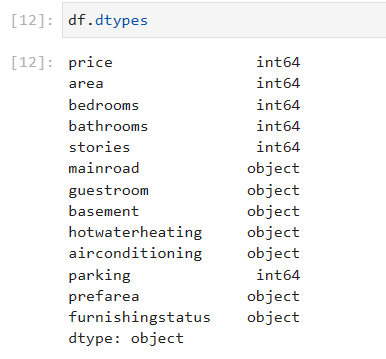 [12]: df.dtypes
[12]: price int64
area int64
bedrooms int64
bathrooms int64
stories int64
mainroad object
guestroom object
basement object
hotwaterheating object
airconditioning object
parking int64
prefarea object
furnishingstatus object
dtype: object